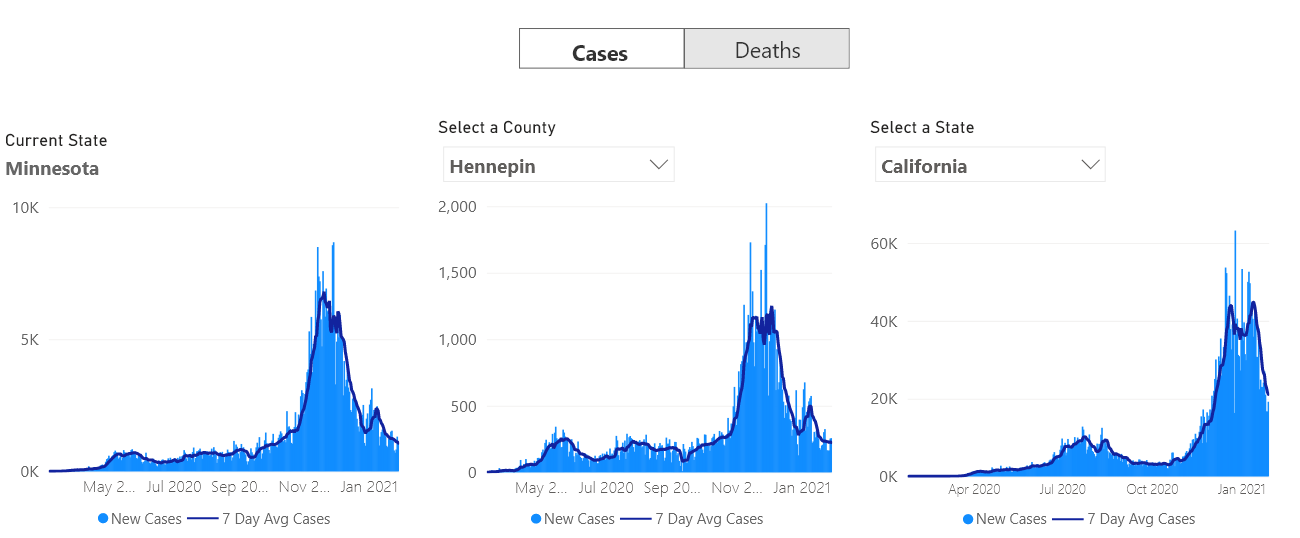 Cases
Deaths
Current State
Minnesota
10K
5K
0K
May 2...
Jul 2020
Sep 20...
Nov 2...
Jan 2021
New Cases
7 Day Avg Cases
Select a County
Hennepin
2,000
1,500
1,000
500
0
May 2...
Jul 2020
Sep 20...
Nov 2...
Jan 2021
New Cases
7 Day Avg Cases
Select a State
California
60K
40K
20K
0K
Apr 2020
Jul 2020
Oct 2020
Jan 2021
New Cases
7 Day Avg Cases